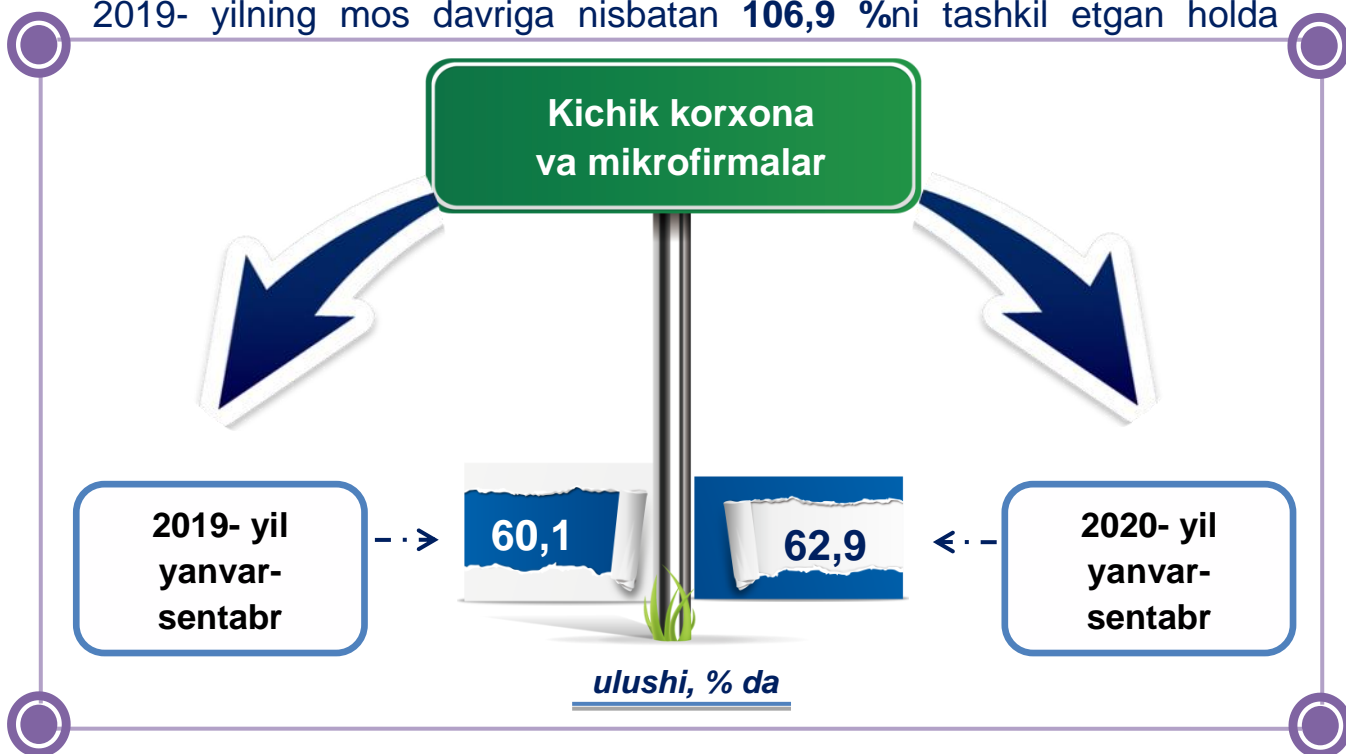 2019- yilning mos davriga nisbatan 106,9 %ni tashkil etgan holda
Kichik korxona
va mikrofirmalar
2019- yil
yanvar-
sentabr
60,1
62,9
2020- yil
yanvar-
sentabr
ulushi, % da